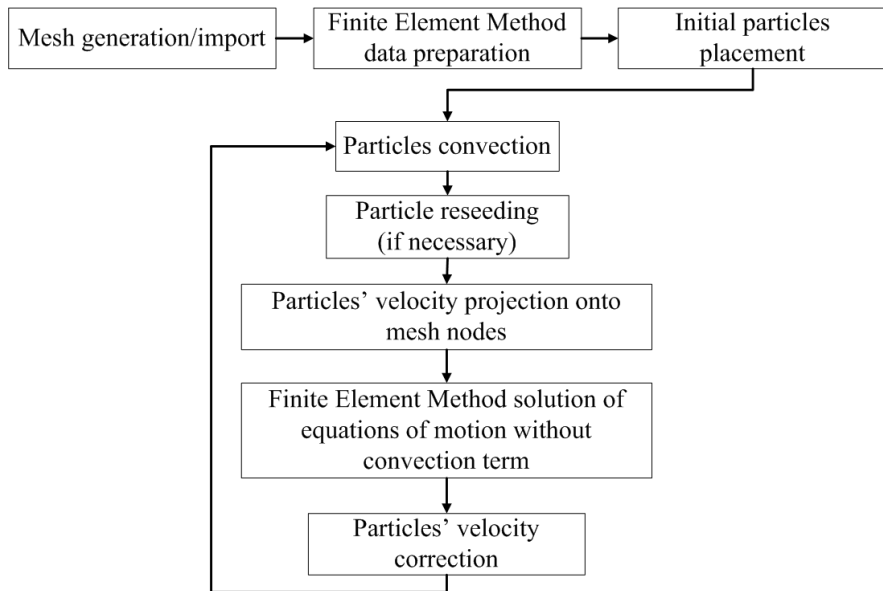 Mesh generation/import
Finite Element Method
data preparation
Initial particles
placement
Particles convection
Particle reseeding
(if necessary)
Particles’ velocity projection onto
mesh nodes
Finite Element Method solution of
equations of motion without
convection term
Particles’ velocity
correction